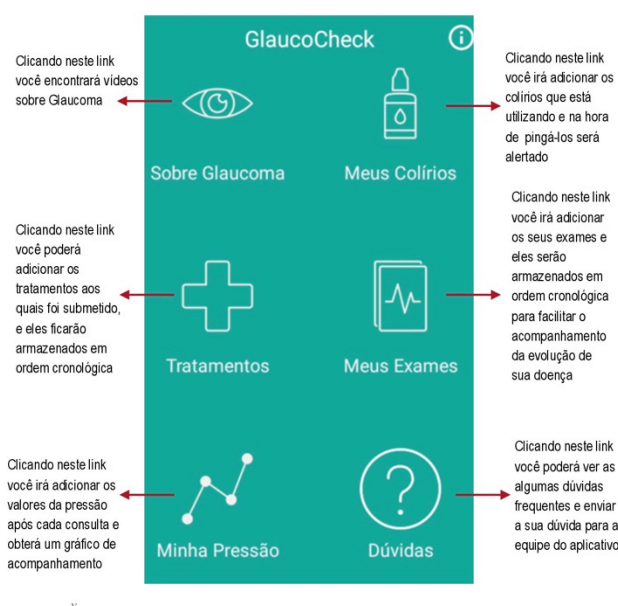 GlaucoCheck
Clicando neste link
você encontrará vídeos
sobre Glaucoma
Sobre Glaucoma
Clicando neste link
você irá adicionar os
colírios que está
utilizando e na hora
de pingá-los será
alertado
Meus Colírios
Clicando neste link
você poderá
adicionar os
tratamentos aos
quais foi submetido,
e eles ficarão
armazenados em
ordem cronológica
Tratamentos
Clicando neste link
você irá adicionar
os seus exames e
eles serão
armazenados em
ordem cronológica
para facilitar o
acompanhamento
da evolução de
sua doença
Meus Exames
Clicando neste link
você irá adicionar os
valores da pressão
após cada consulta e
obterá um gráfico de
acompanhamento
Minha Pressão
Clicando neste link
você poderá ver as
algumas dúvidas
frequentes e enviar
a sua dúvida para a
equipe do aplicativo
Dúvidas